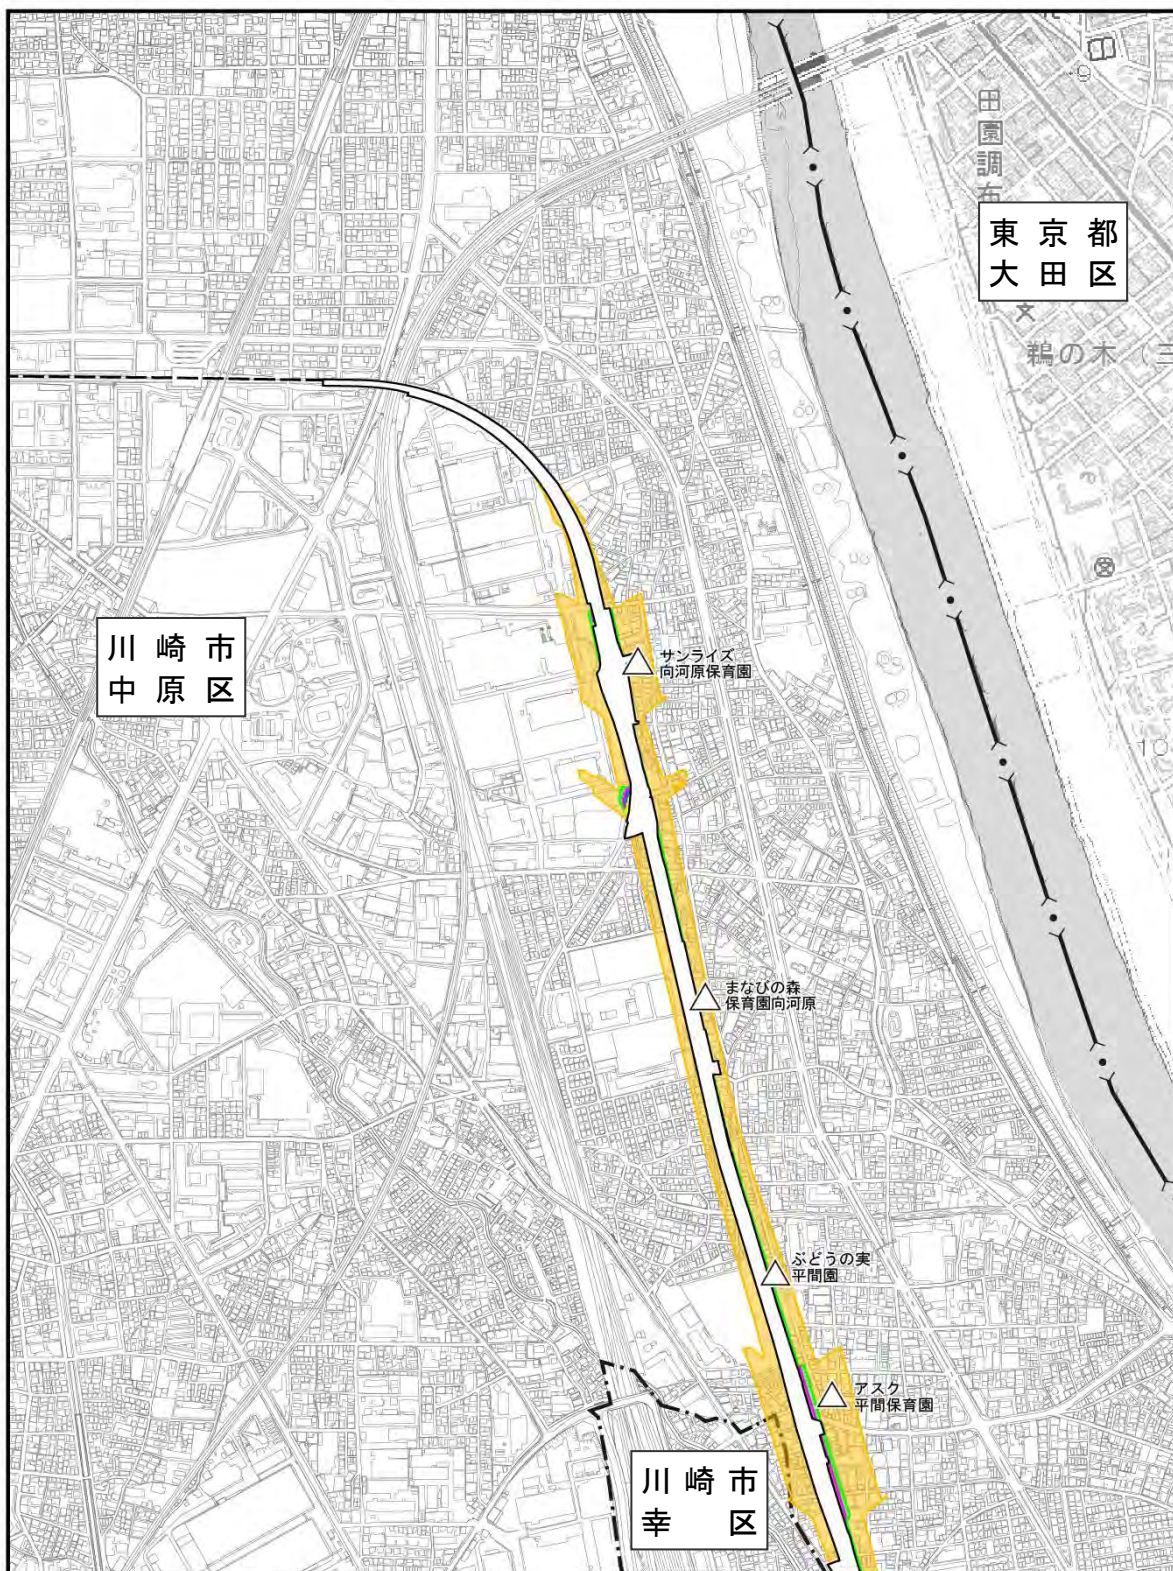 田園調布
東京都
大田区
鵜の木(三
川崎市
中原区
サンライズ
向河原保育園
まなびの森
保育園向河原
ぶどうの実
平間園
アスク
平間保育園
川崎市
幸区